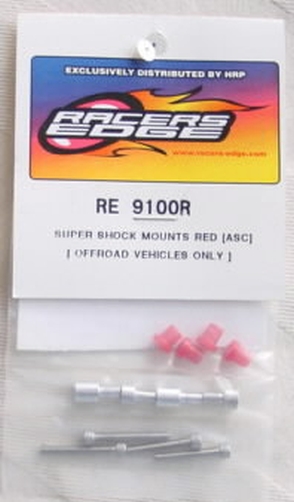 EXCLUSIVELY DISTRIBUTED BY HRP
RACERS
EDGE
www.racers-edge.com
RE 9100R
SUPER SHOCK MOUNTS RED [ASC]
[ OFFROAD VEHICLES ONLY ]